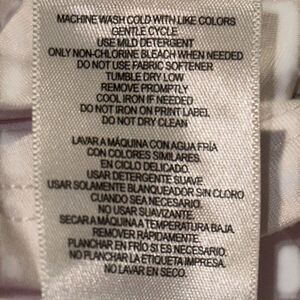 MACHINE WASH COLD WITH LIKE COLORS
GENTLE CYCLE
USE MILD DETERGENT
ONLY NON-CHLORINE BLEACH WHEN NEEDED
DO NOT USE FABRIC SOFTENER
TUMBLE DRY LOW
REMOVE PROMPTLY
COOL IRON IF NEEDED
DO NOT IRON ON PRINT LABEL
DO NOT DRY CLEAN
LAVAR A MÁQUINA CON AGUA FRÍA
CON COLORES SIMILARES.
EN CICLO DELICADO.
USAR DETERGENTE SUAVE.
USAR SOLAMENTE BLANQUEADOR SIN CLORO
CUANDO SEA NECESARIO.
NO USAR SUAVIZANTE.
SECAR A MÁQUINA A TEMPERATURA BAJA.
REMOVER RÁPIDAMENTE.
PLANCHAR EN FRÍO SI ES NECESARIO.
NO PLANCHAR LA ETIQUETA IMPRESA.
NO LAVAR EN SECO.